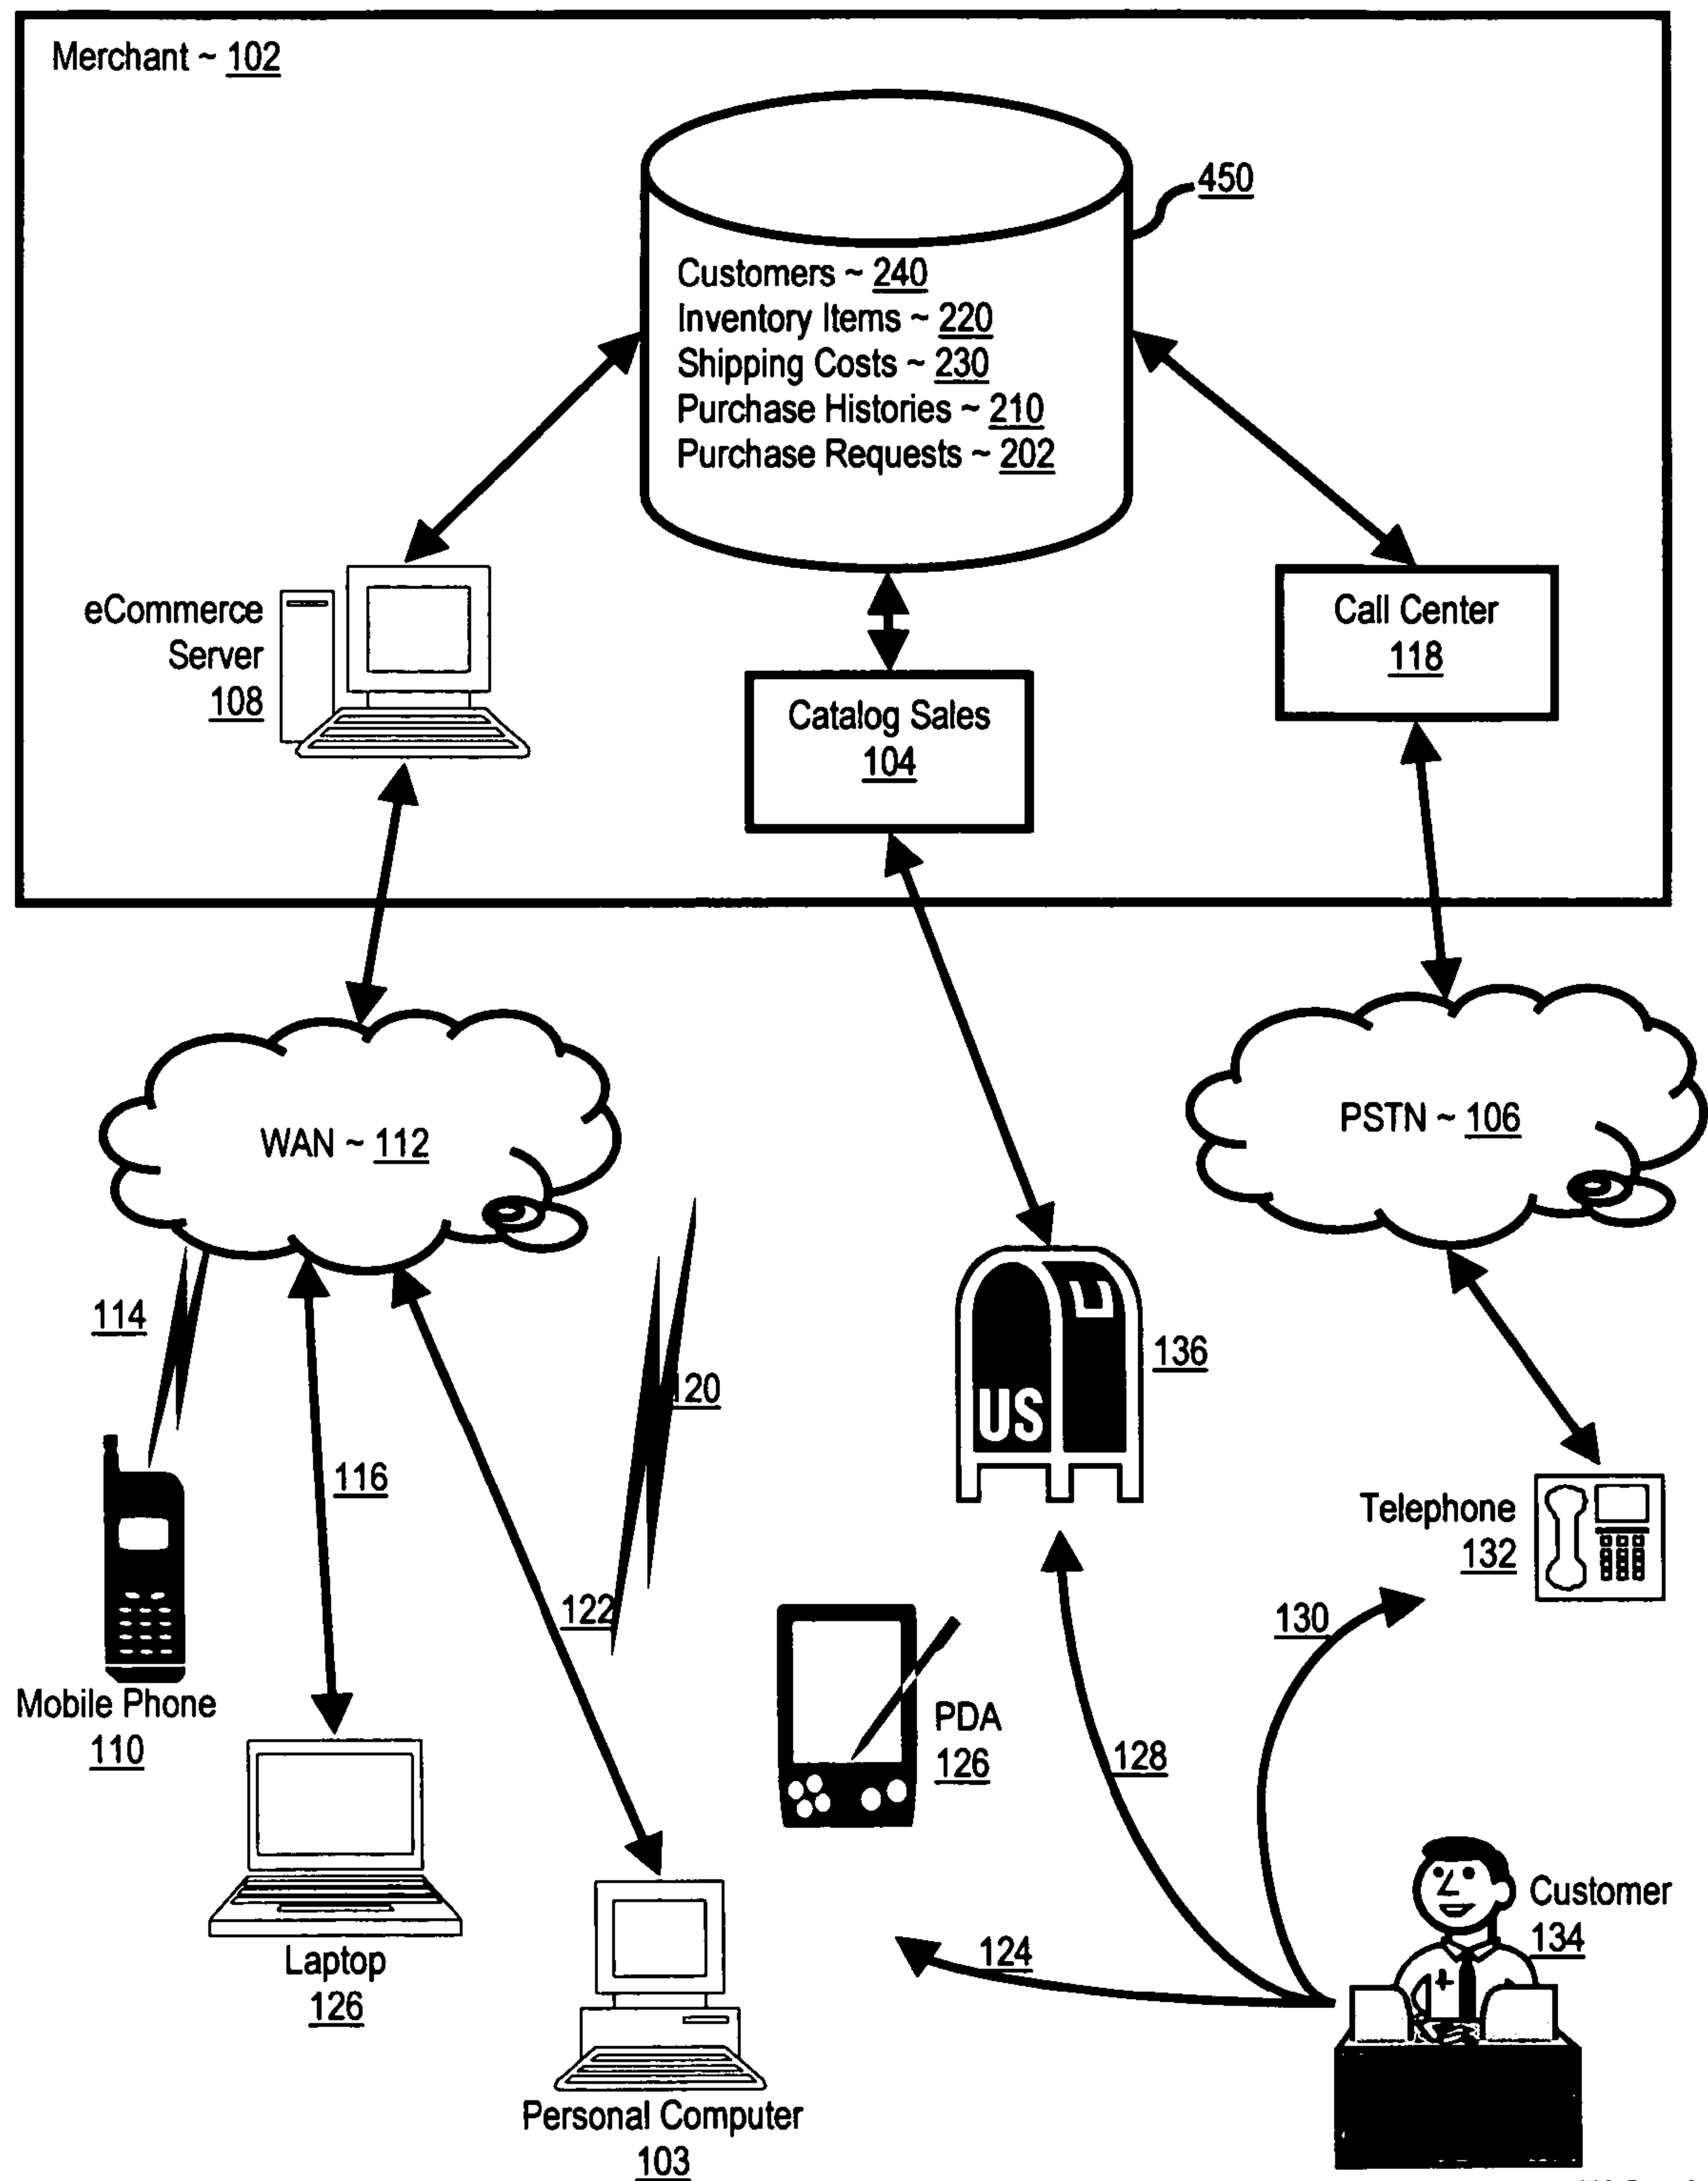 Merchant ~ 102
450
Customers ~ 240
Inventory Items ~ 220
Shipping Costs ~ 230
Purchase Histories ~ 210
Purchase Requests ~ 202
eCommerce
Server
108
Call Center
118
Catalog Sales
104
WAN ~ 112
PSTN ~ 106
114
116
120
122
US
136
Telephone
132
130
Mobile Phone
110
PDA
126
128
Laptop
126
124
Customer
134
Personal Computer
103